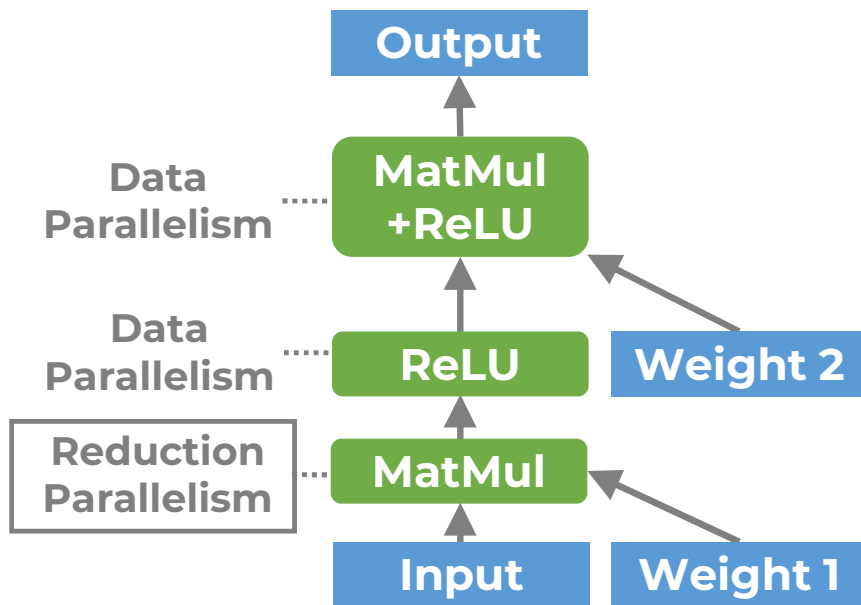 Output
Data
Parallelism
MatMul
+ReLU
Data
Parallelism
ReLU
Weight 2
Reduction
Parallelism
MatMul
Input
Weight 1